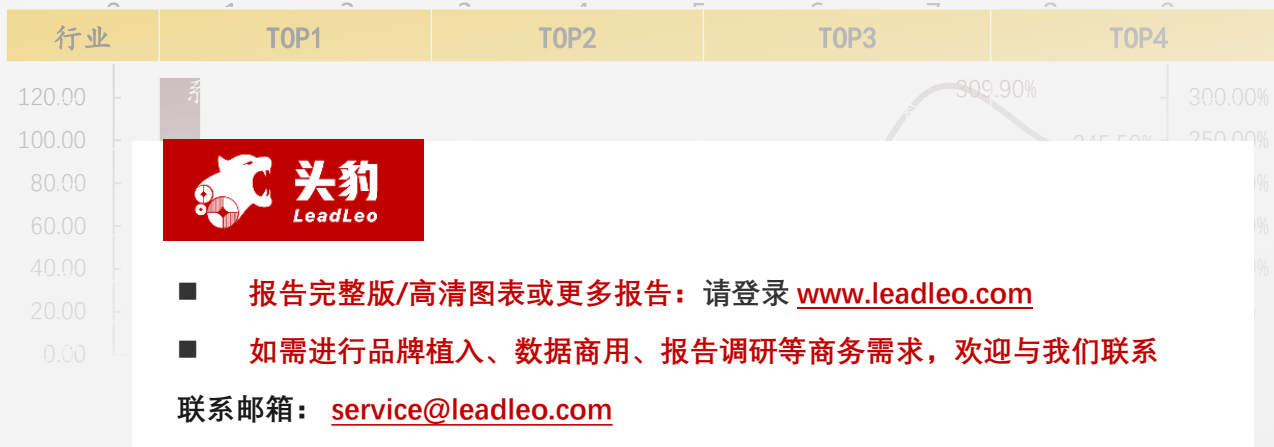 行业 TOP1 TOP2 TOP3 TOP4
120.00 系 309.90% 300.00%
100.00
80.00
60.00
40.00
20.00
0.00
头豹
LeadLeo
■ 报告完整版/高清图表或更多报告：请登录 www.leadleo.com
■ 如需进行品牌植入、数据商用、报告调研等商务需求，欢迎与我们联系
联系邮箱： service@leadleo.com